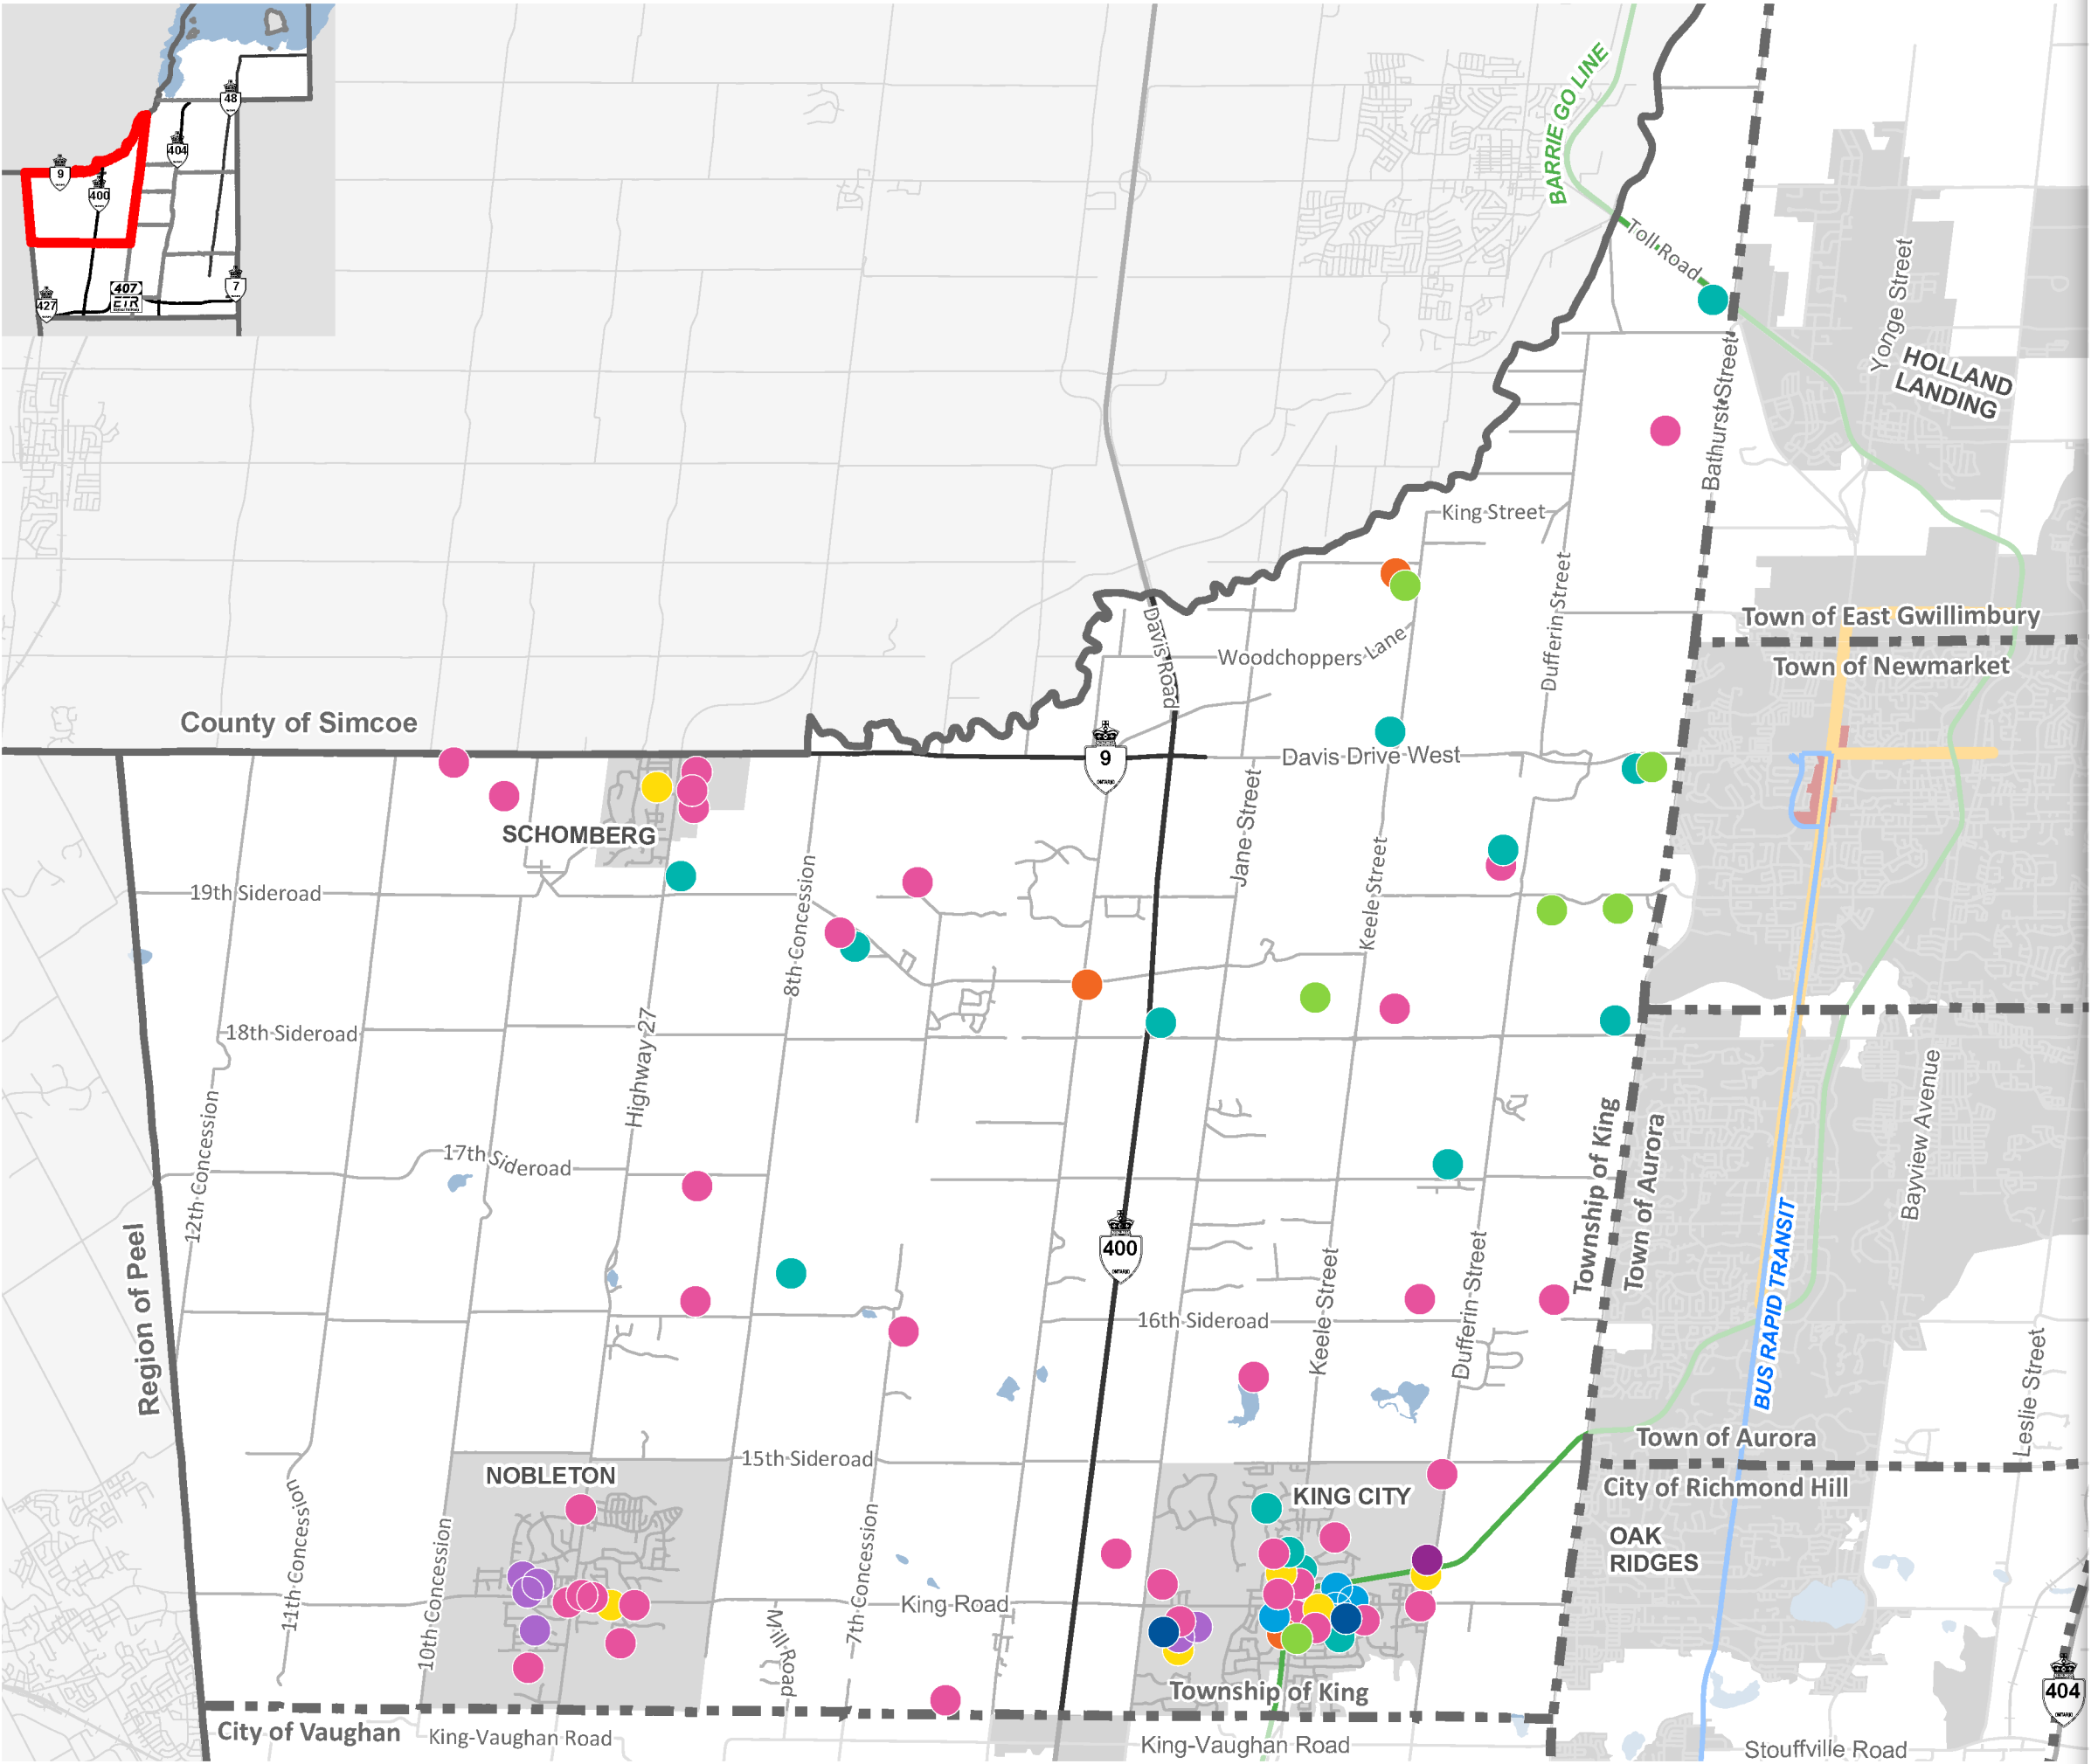 48
404
9
400
407
ETR
7
427
BARRIE GO LINE
Toll Road
Yonge Street
HOLLAND
LANDING
Bathurst Street
King Street
Dufferin Street
Davis Road
Woodchoppers Lane
Town of East Gwillimbury
Town of Newmarket
County of Simcoe
9
ONTARIO
Davis Drive West
SCHOMBERG
Jane Street
Keele Street
19th Sideroad
8th Concession
Highway 27
18th Sideroad
12th Concession
17th Sideroad
Township of King
Town of Aurora
Bayview Avenue
BUS RAPID TRANSIT
Region of Peel
400
ONTARIO
16th Sideroad
Keele Street
Dufferin Street
Leslie Street
15th Sideroad
Town of Aurora
City of Richmond Hill
NOBLETON
KING CITY
OAK
RIDGES
11th Concession
10th Concession
7th Concession
King Road
Mill Road
Township of King
404
ONTARIO
City of Vaughan
King-Vaughan Road
King-Vaughan Road
Stouffville Road